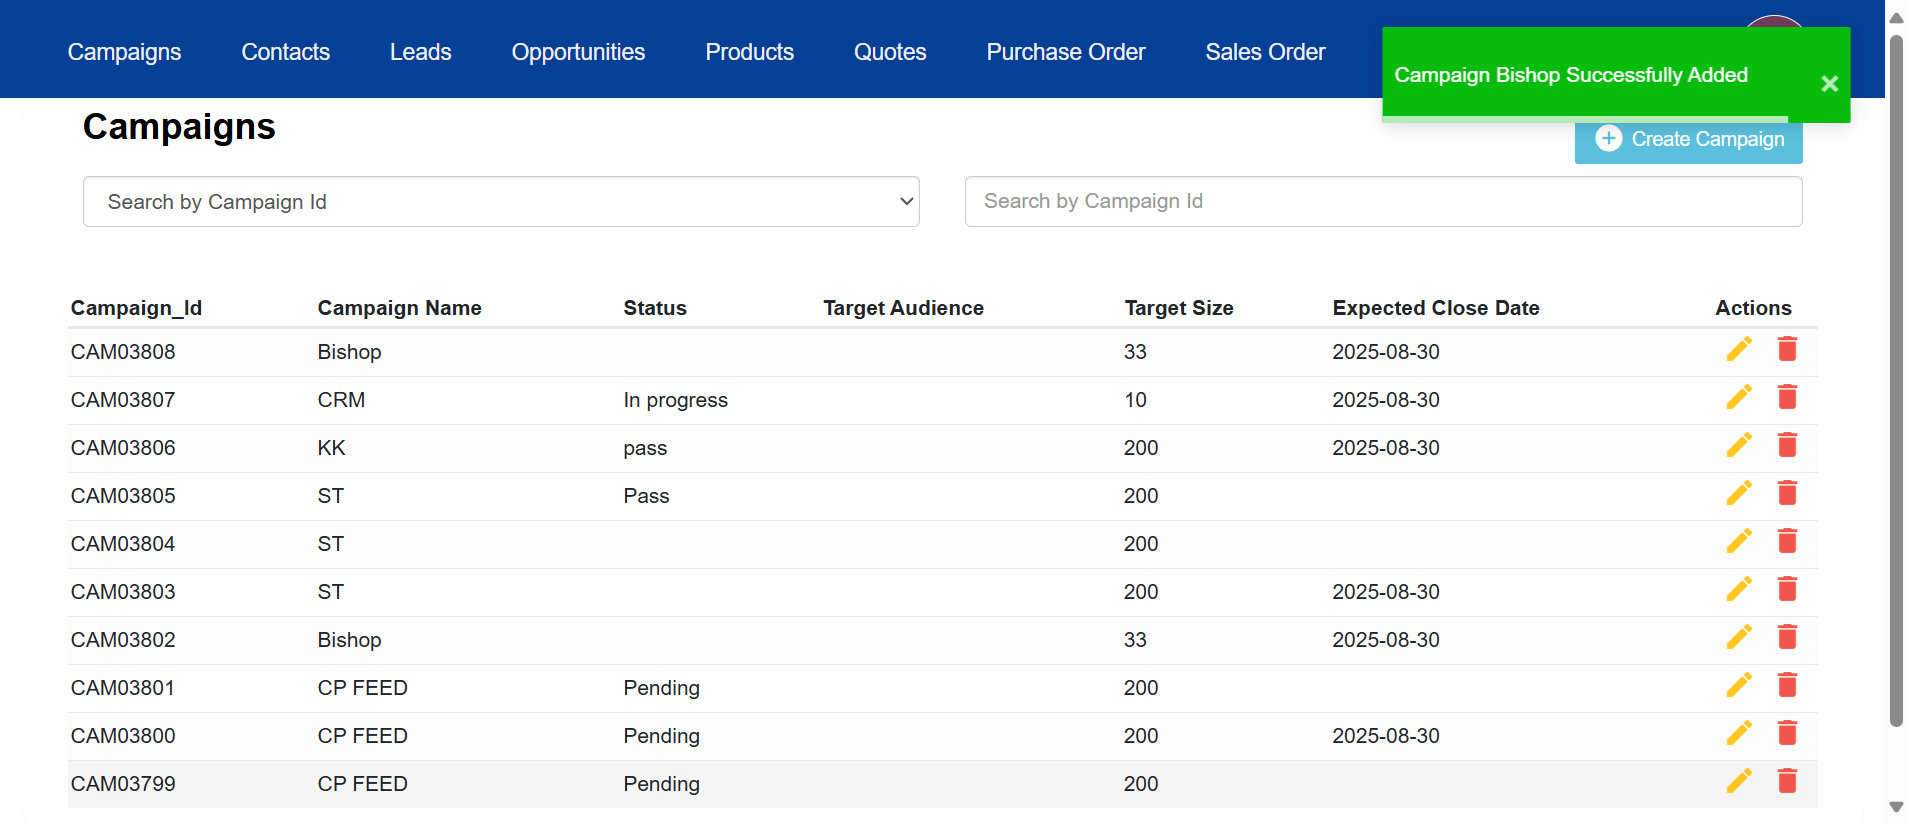 Campaigns Contacts Leads Opportunities Products Quotes Purchase Order Sales Order
Campaign Bishop Successfully Added
Campaigns
Create Campaign
Search by Campaign Id
Search by Campaign Id
Campaign_Id Campaign Name Status Target Audience Target Size Expected Close Date Actions
CAM03808 Bishop 33 2025-08-30
CAM03807 CRM In progress 10 2025-08-30
CAM03806 KK pass 200 2025-08-30
CAM03805 ST Pass 200
CAM03804 ST 200
CAM03803 ST 200 2025-08-30
CAM03802 Bishop 33 2025-08-30
CAM03801 CP FEED Pending 200
CAM03800 CP FEED Pending 200 2025-08-30
CAM03799 CP FEED Pending 200